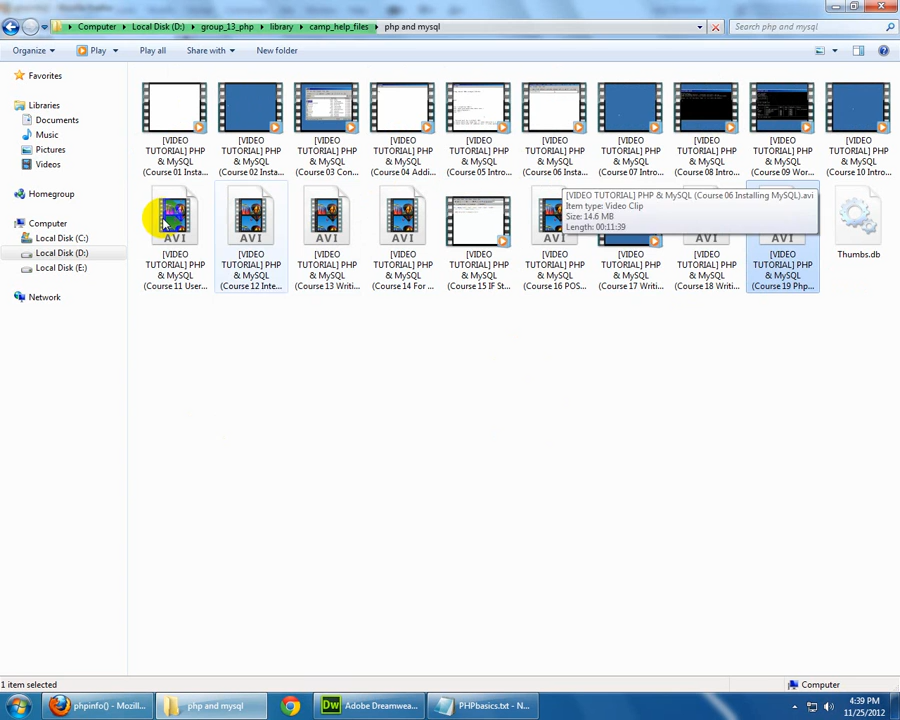 Computer ▸ Local Disk (D:) ▸ group_13_php ▸ library ▸ camp_help_files ▸ php and mysql
Search php and mysql
Organize Play Play all Share with New folder
Favorites
Libraries
Documents
Music
Pictures
Videos
Homegroup
Computer
Local Disk (C:)
Local Disk (D:)
Local Disk (E:)
Network
[VIDEO TUTORIAL] PHP & MySQL (Course 01 Insta...
[VIDEO TUTORIAL] PHP & MySQL (Course 02 Insta...
[VIDEO TUTORIAL] PHP & MySQL (Course 03 Con...
[VIDEO TUTORIAL] PHP & MySQL (Course 04 Addi...
[VIDEO TUTORIAL] PHP & MySQL (Course 05 Intro...
[VIDEO TUTORIAL] PHP & MySQL (Course 06 Insta...
[VIDEO TUTORIAL] PHP & MySQL (Course 07 Intro...
[VIDEO TUTORIAL] PHP & MySQL (Course 08 Intro...
[VIDEO TUTORIAL] PHP & MySQL (Course 09 Wor...
[VIDEO TUTORIAL] PHP & MySQL (Course 10 Intro...
[VIDEO TUTORIAL] PHP & MySQL (Course 06 Installing MySQL).avi
Item type: Video Clip
Size: 14.6 MB
Length: 00:11:39
AVI
AVI
AVI
AVI
AVI
AVI
AVI
[VIDEO TUTORIAL] PHP & MySQL (Course 11 User...
[VIDEO TUTORIAL] PHP & MySQL (Course 12 Inte...
[VIDEO TUTORIAL] PHP & MySQL (Course 13 Writi...
[VIDEO TUTORIAL] PHP & MySQL (Course 14 For ...
[VIDEO TUTORIAL] PHP & MySQL (Course 15 IF St...
[VIDEO TUTORIAL] PHP & MySQL (Course 16 POS...
[VIDEO TUTORIAL] PHP & MySQL (Course 17 Writi...
[VIDEO TUTORIAL] PHP & MySQL (Course 18 Writi...
[VIDEO TUTORIAL] PHP & MySQL (Course 19 Php...
Thumbs.db
1 item selected
Computer
phpinfo() - Mozill...
php and mysql
Dw Adobe Dreamwea...
PHPbasics.txt - N...
4:39 PM
11/25/2012